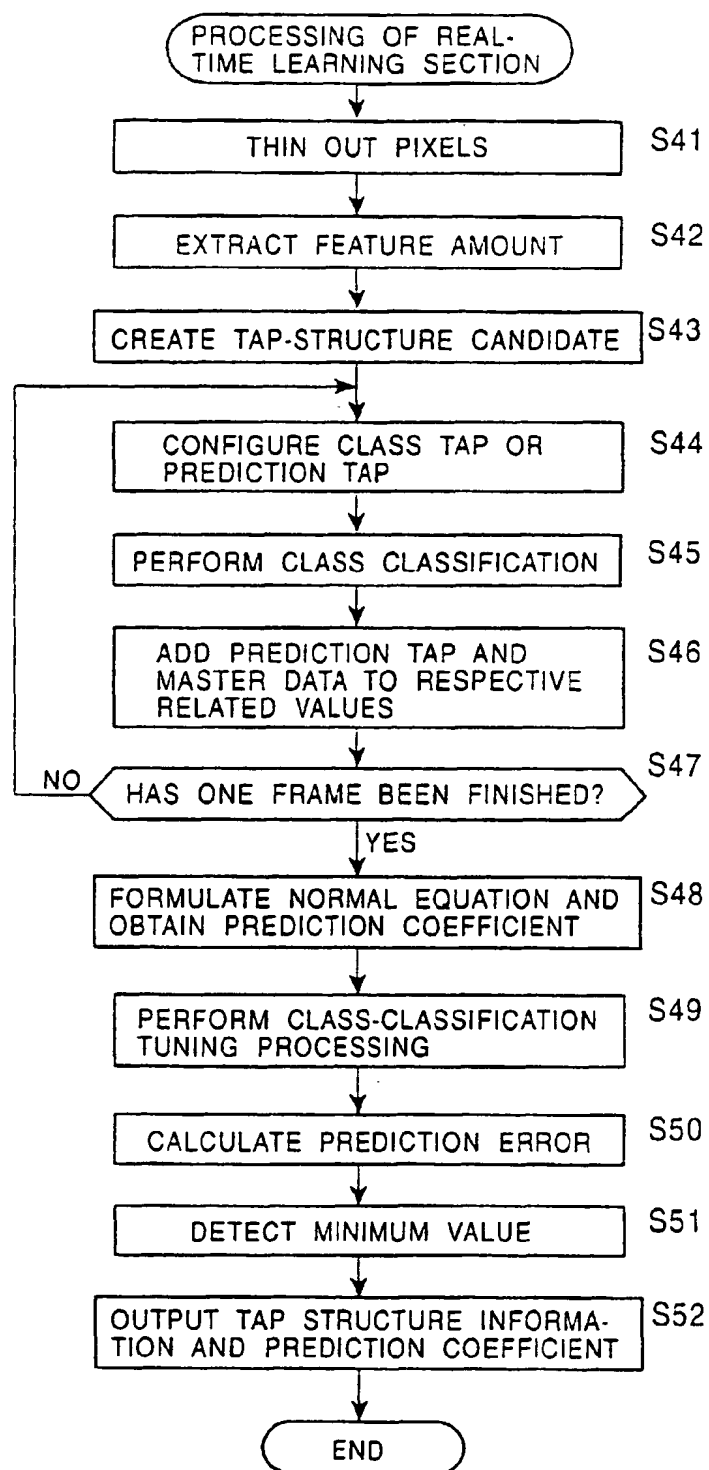 PROCESSING OF REAL-
TIME LEARNING SECTION
THIN OUT PIXELS
S41
EXTRACT FEATURE AMOUNT
S42
CREATE TAP-STRUCTURE CANDIDATE
S43
CONFIGURE CLASS TAP OR
PREDICTION TAP
S44
PERFORM CLASS CLASSIFICATION
S45
ADD PREDICTION TAP AND
MASTER DATA TO RESPECTIVE
RELATED VALUES
S46
NO
HAS ONE FRAME BEEN FINISHED?
S47
YES
FORMULATE NORMAL EQUATION AND
OBTAIN PREDICTION COEFFICIENT
S48
PERFORM CLASS-CLASSIFICATION
TUNING PROCESSING
S49
CALCULATE PREDICTION ERROR
S50
DETECT MINIMUM VALUE
S51
OUTPUT TAP STRUCTURE INFORMA-
TION AND PREDICTION COEFFICIENT
S52
END